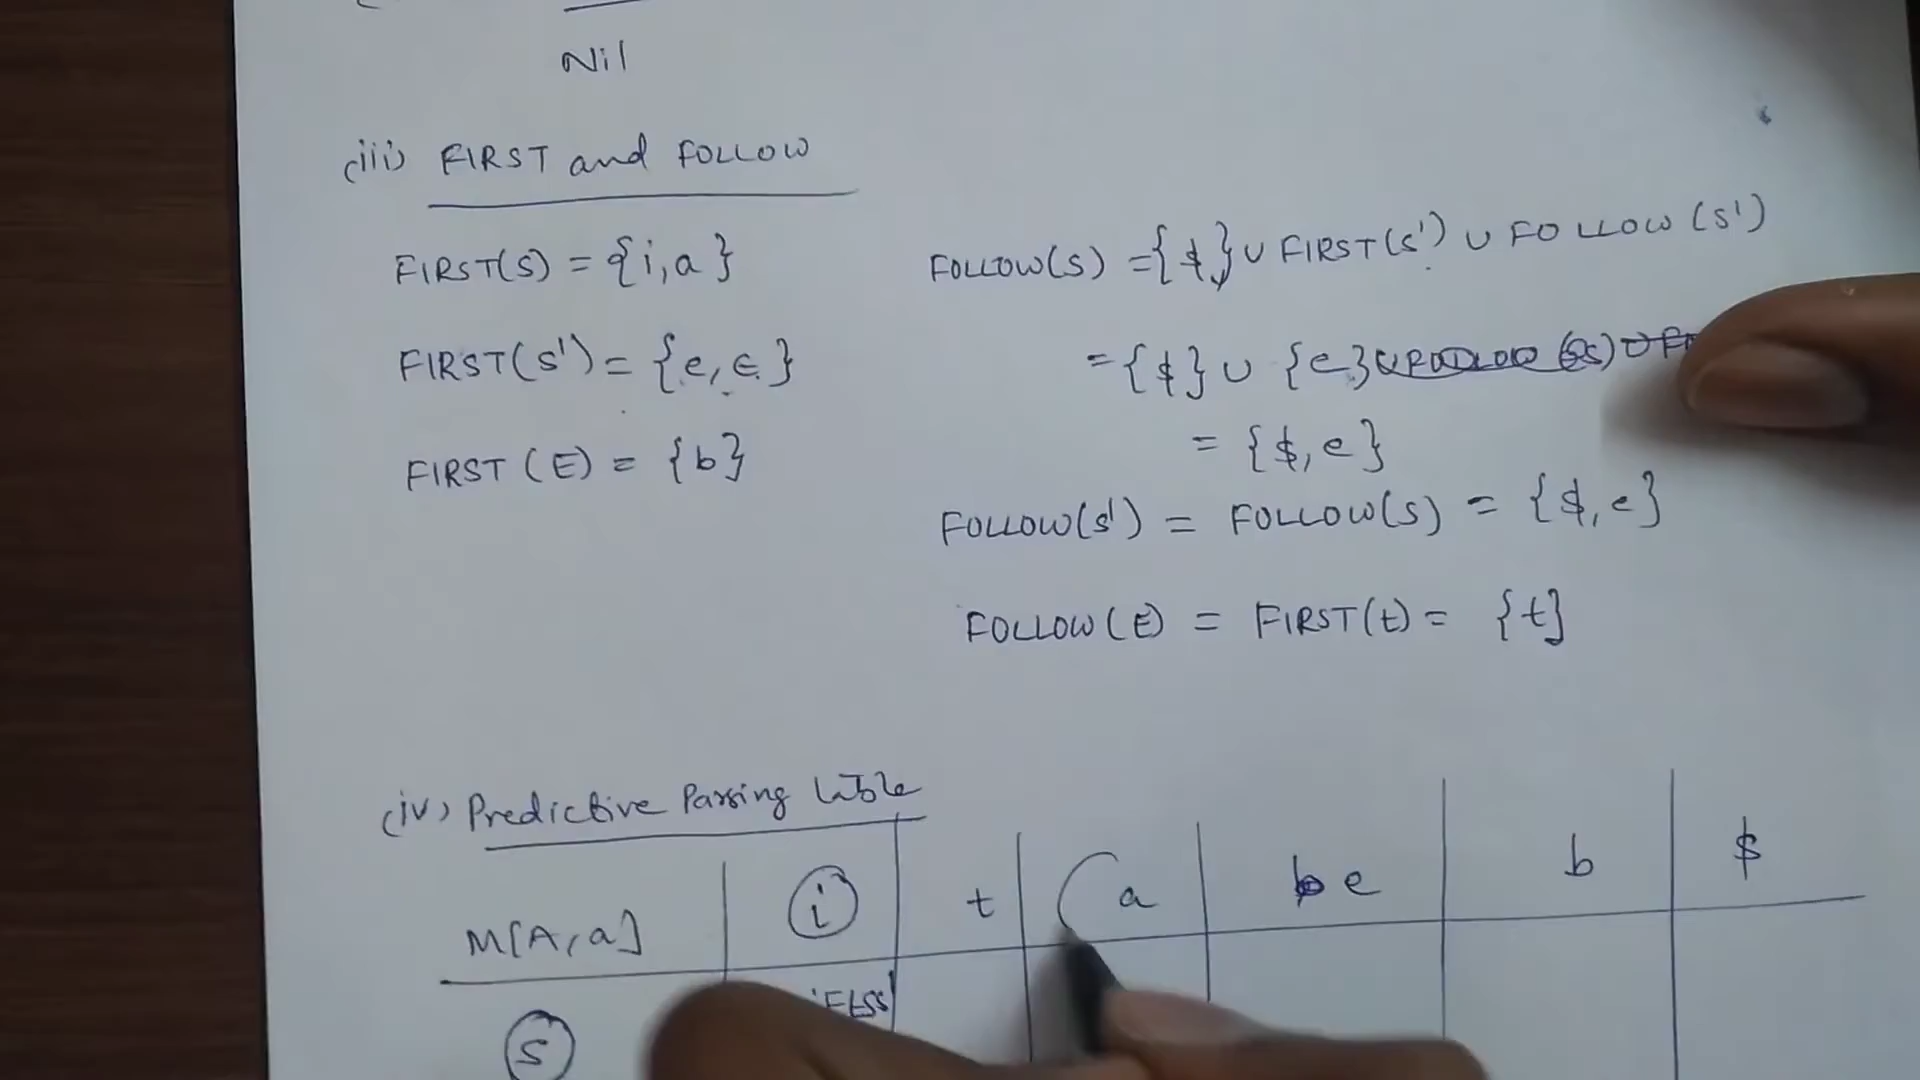 Nil
(iii) FIRST and FOLLOW
FIRST(S) = {i, a}
FIRST(S') = {e, ϵ}
FIRST (E) = {b}
FOLLOW(S) = {$} ∪ FIRST(S') ∪ FOLLOW (S')
= {$} ∪ {e}
= {$, e}
FOLLOW(S') = FOLLOW(S) = {$, e}
FOLLOW (E) = FIRST(t) = {t}
(iv) Predictive Parsing table
M[A, a] i t a e b $
S iEtSS'